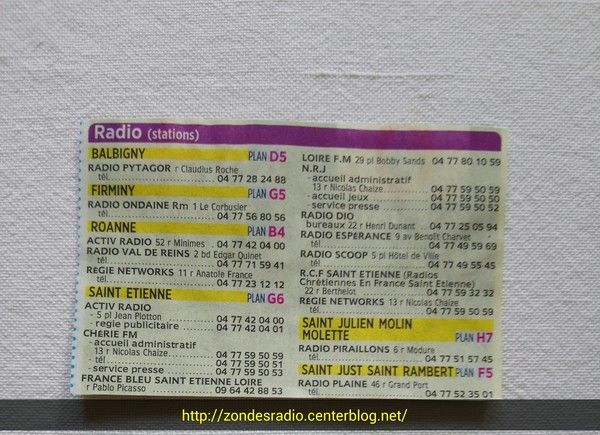 Radio (stations)
BALBIGNY PLAN D5
RADIO PYTAGOR r Claudius Roche
tél. 04 77 28 24 88
FIRMINY PLAN G5
RADIO ONDAINE Rm 1 Le Corbusier
tél. 04 77 56 80 56
ROANNE PLAN B4
ACTIV RADIO 52 r Minimes . 04 77 42 04 00
RADIO VAL DE REINS 2 bd Edgar Quinet
tél. 04 77 71 59 41
RÉGIE NETWORKS 11 r Anatole France
tél. 04 77 23 12 12
SAINT ETIENNE PLAN G6
ACTIV RADIO
- 5 pl Jean Plotton 04 77 42 04 00
- regie publicitaire 04 77 42 04 01
CHERIE FM
- accueil administratif
13 r Nicolas Chaize 04 77 59 50 59
- tél 04 77 59 50 51
- service presse 04 77 59 50 53
FRANCE BLEU SAINT ETIENNE LOIRE
r Pablo Picasso 09 64 42 88 53
LOIRE F.M 29 pl Bobby Sands 04 77 80 10 59
N.R.J
- accueil administratif
13 r Nicolas Chaize 04 77 59 50 59
- accueil jeux 04 77 59 50 51
- service presse 04 77 59 50 52
RADIO DIO
bureaux 22 r Henri Dunant 04 77 25 05 94
RADIO ESPÉRANCE 9 av Benoît Charvet
tél. 04 77 49 59 69
RADIO SCOOP 5 pl Hôtel de Ville
tél. 04 77 49 55 45
R.C.F SAINT ETIENNE (Radios
Chrétiennes En France Saint Etienne)
22 r Berthelot 04 77 59 32 32
RÉGIE NETWORKS 13 r Nicolas Chaize
tél. 04 77 59 50 59
SAINT JULIEN MOLIN
MOLETTE PLAN H7
RADIO PIRAILLONS 6 r Modure
tél. 04 77 51 57 45
SAINT JUST SAINT RAMBERT PLAN F5
RADIO PLAINE 46 r Grand Port
tél. 04 77 52 35 01
http://zondesradio.centerblog.net/